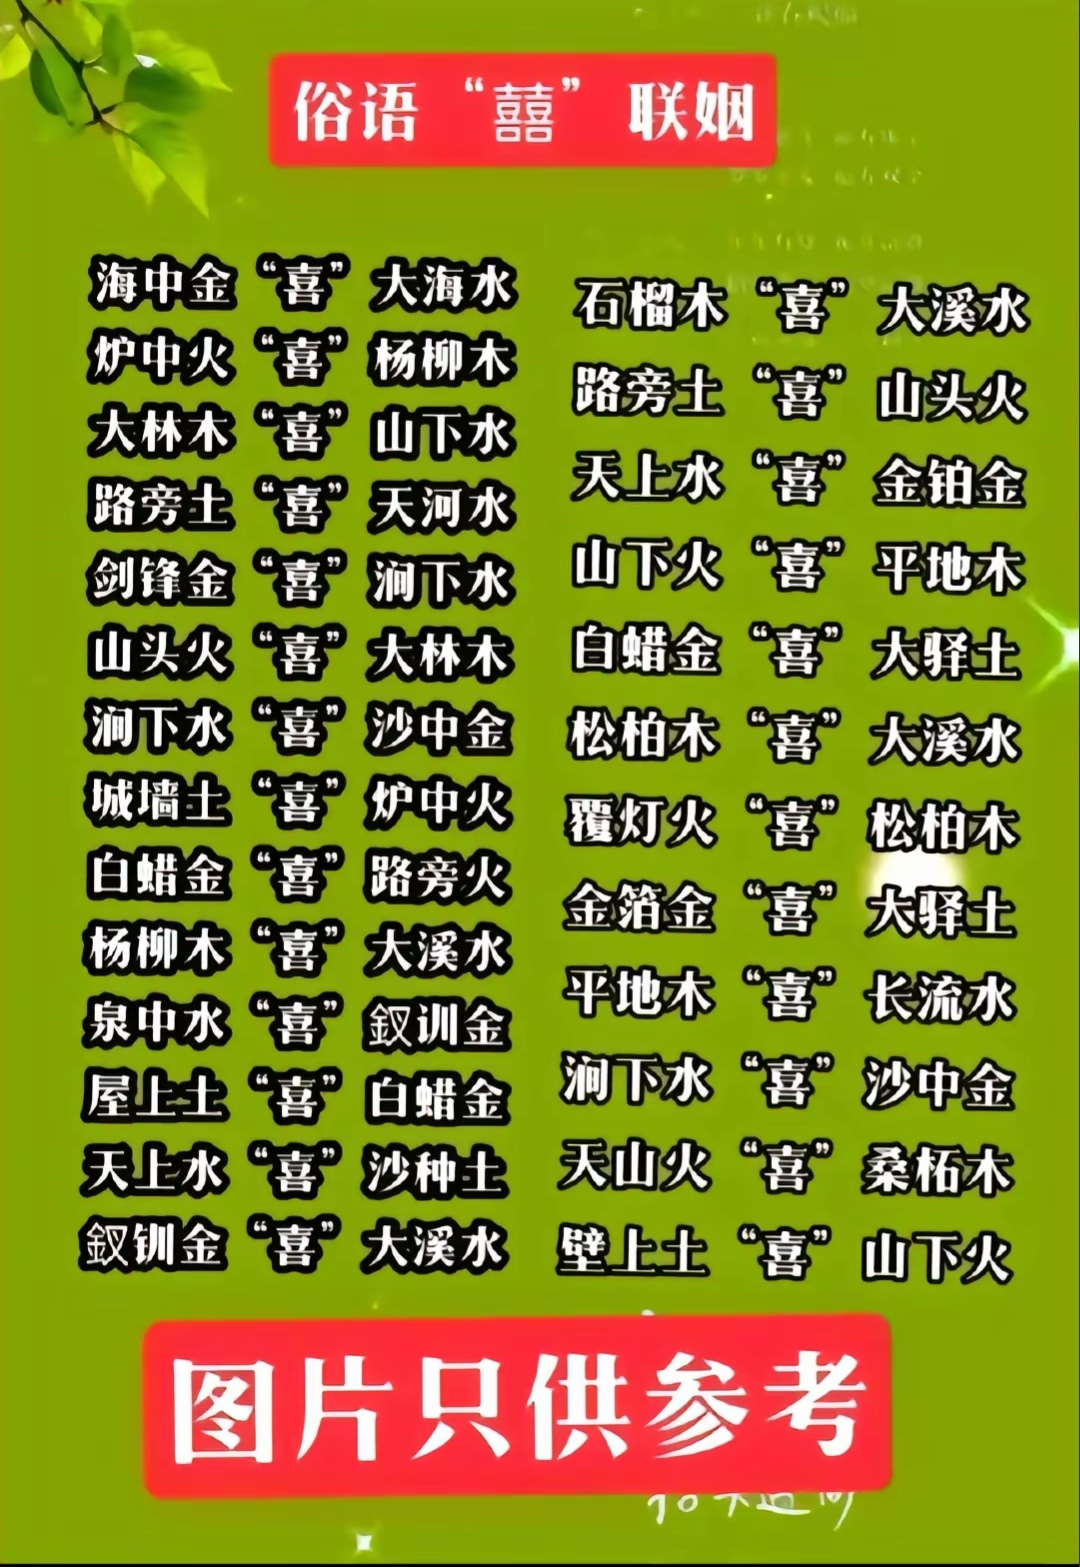 俗语“囍”联姻
海中金“喜”大海水
炉中火“喜”杨柳木
大林木“喜”山下水
路旁土“喜”天河水
剑锋金“喜”涧下水
山头火“喜”大林木
涧下水“喜”沙中金
城墙土“喜”炉中火
白蜡金“喜”路旁火
杨柳木“喜”大溪水
泉中水“喜”釵训金
屋上土“喜”白蜡金
天上水“喜”沙种土
釵钏金“喜”大溪水
石榴木“喜”大溪水
路旁土“喜”山头火
天上水“喜”金铂金
山下火“喜”平地木
白蜡金“喜”大驿土
松柏木“喜”大溪水
覆灯火“喜”松柏木
金箔金“喜”大驿土
平地木“喜”长流水
涧下水“喜”沙中金
天山火“喜”桑柘木
壁上土“喜”山下火
图片只供参考